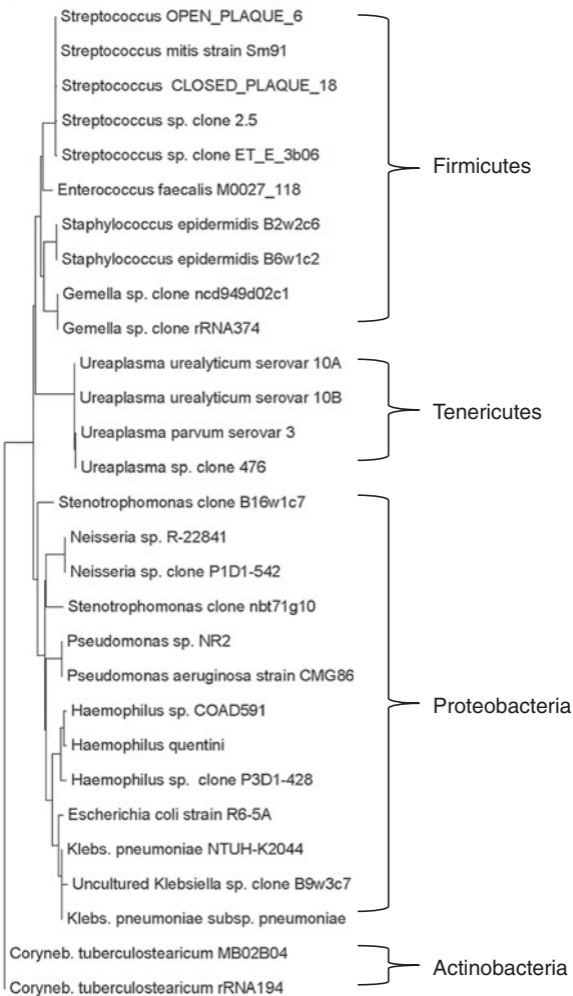 Streptococcus OPEN_PLAQUE_6
Streptococcus mitis strain Sm91
Streptococcus CLOSED_PLAQUE_18
Streptococcus sp. clone 2.5
Streptococcus sp. clone ET_E_3b06
Enterococcus faecalis M0027_118
Staphylococcus epidermidis B2w2c6
Staphylococcus epidermidis B6w1c2
Gemella sp. clone ncd949d02c1
Gemella sp. clone rRNA374
Firmicutes
Ureaplasma urealyticum serovar 10A
Ureaplasma urealyticum serovar 10B
Ureaplasma parvum serovar 3
Ureaplasma sp. clone 476
Tenericutes
Stenotrophomonas clone B16w1c7
Neisseria sp. R-22841
Neisseria sp. clone P1D1-542
Stenotrophomonas clone nbt71g10
Pseudomonas sp. NR2
Pseudomonas aeruginosa strain CMG86
Haemophilus sp. COAD591
Haemophilus quentini
Haemophilus sp. clone P3D1-428
Escherichia coli strain R6-5A
Klebs. pneumoniae NTUH-K2044
Uncultured Klebsiella sp. clone B9w3c7
Klebs. pneumoniae subsp. pneumoniae
Proteobacteria
Coryneb. tuberculostearicum MB02B04
Coryneb. tuberculostearicum rRNA194
Actinobacteria